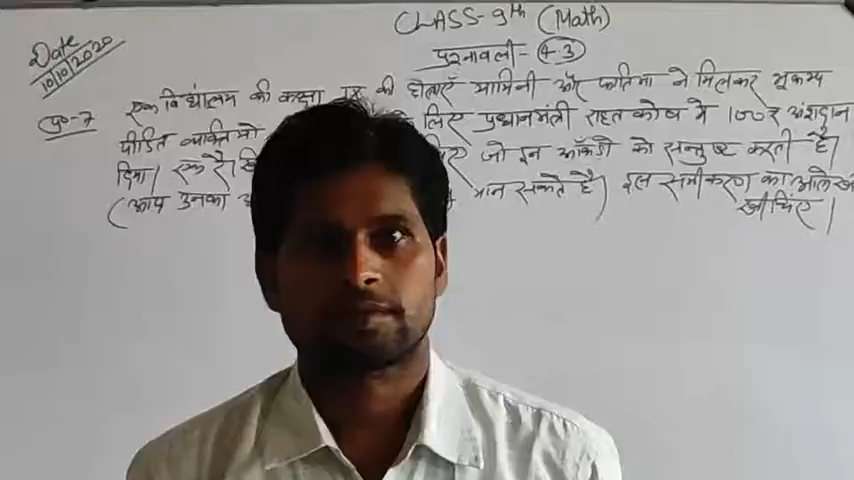 CLASS-9th (Math)
Date
10/10/2020
प्रश्नावली- 4.3
प्र०-7 एक विद्यालय की कक्षा IX की छात्राएँ यामिनी और फातिमा ने मिलकर भूकम्प
पीडित व्यक्तियों लिए प्रधानमंत्री राहत कोष में 100₹ अंशदान
दिया। जो इन आँकड़ों को सन्तुष्ट करती है।
(आप उनका मान सकते है) इस समीकरण का आलेख
खींचिए।